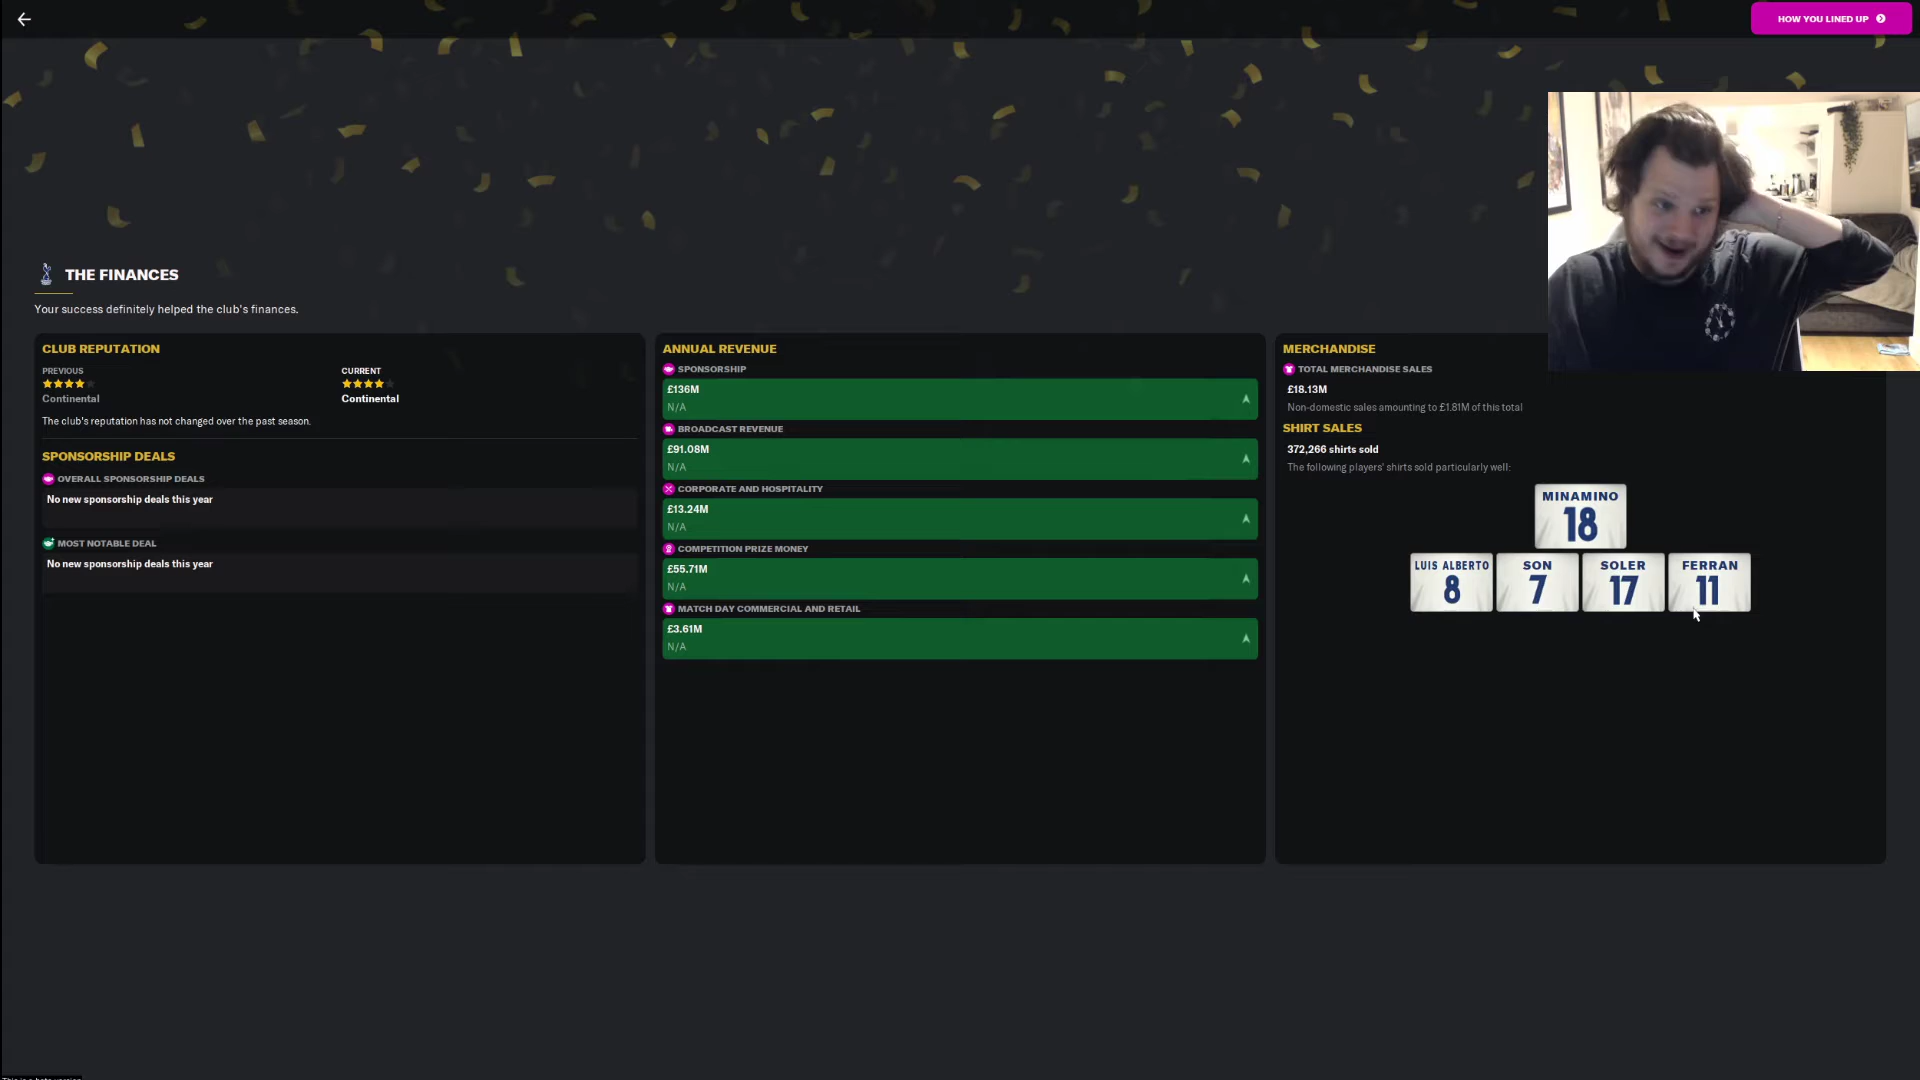 HOW YOU LINED UP
THE FINANCES
Your success definitely helped the club's finances.
CLUB REPUTATION
PREVIOUS
Continental
CURRENT
Continental
The club's reputation has not changed over the past season.
SPONSORSHIP DEALS
OVERALL SPONSORSHIP DEALS
No new sponsorship deals this year
MOST NOTABLE DEAL
No new sponsorship deals this year
ANNUAL REVENUE
SPONSORSHIP
£136M
N/A
BROADCAST REVENUE
£91.08M
N/A
CORPORATE AND HOSPITALITY
£13.24M
N/A
COMPETITION PRIZE MONEY
£55.71M
N/A
MATCH DAY COMMERCIAL AND RETAIL
£3.61M
N/A
MERCHANDISE
TOTAL MERCHANDISE SALES
£18.13M
Non-domestic sales amounting to £1.81M of this total
SHIRT SALES
372,266 shirts sold
The following players' shirts sold particularly well:
MINAMINO
18
LUIS ALBERTO
8
SON
7
SOLER
17
FERRAN
11